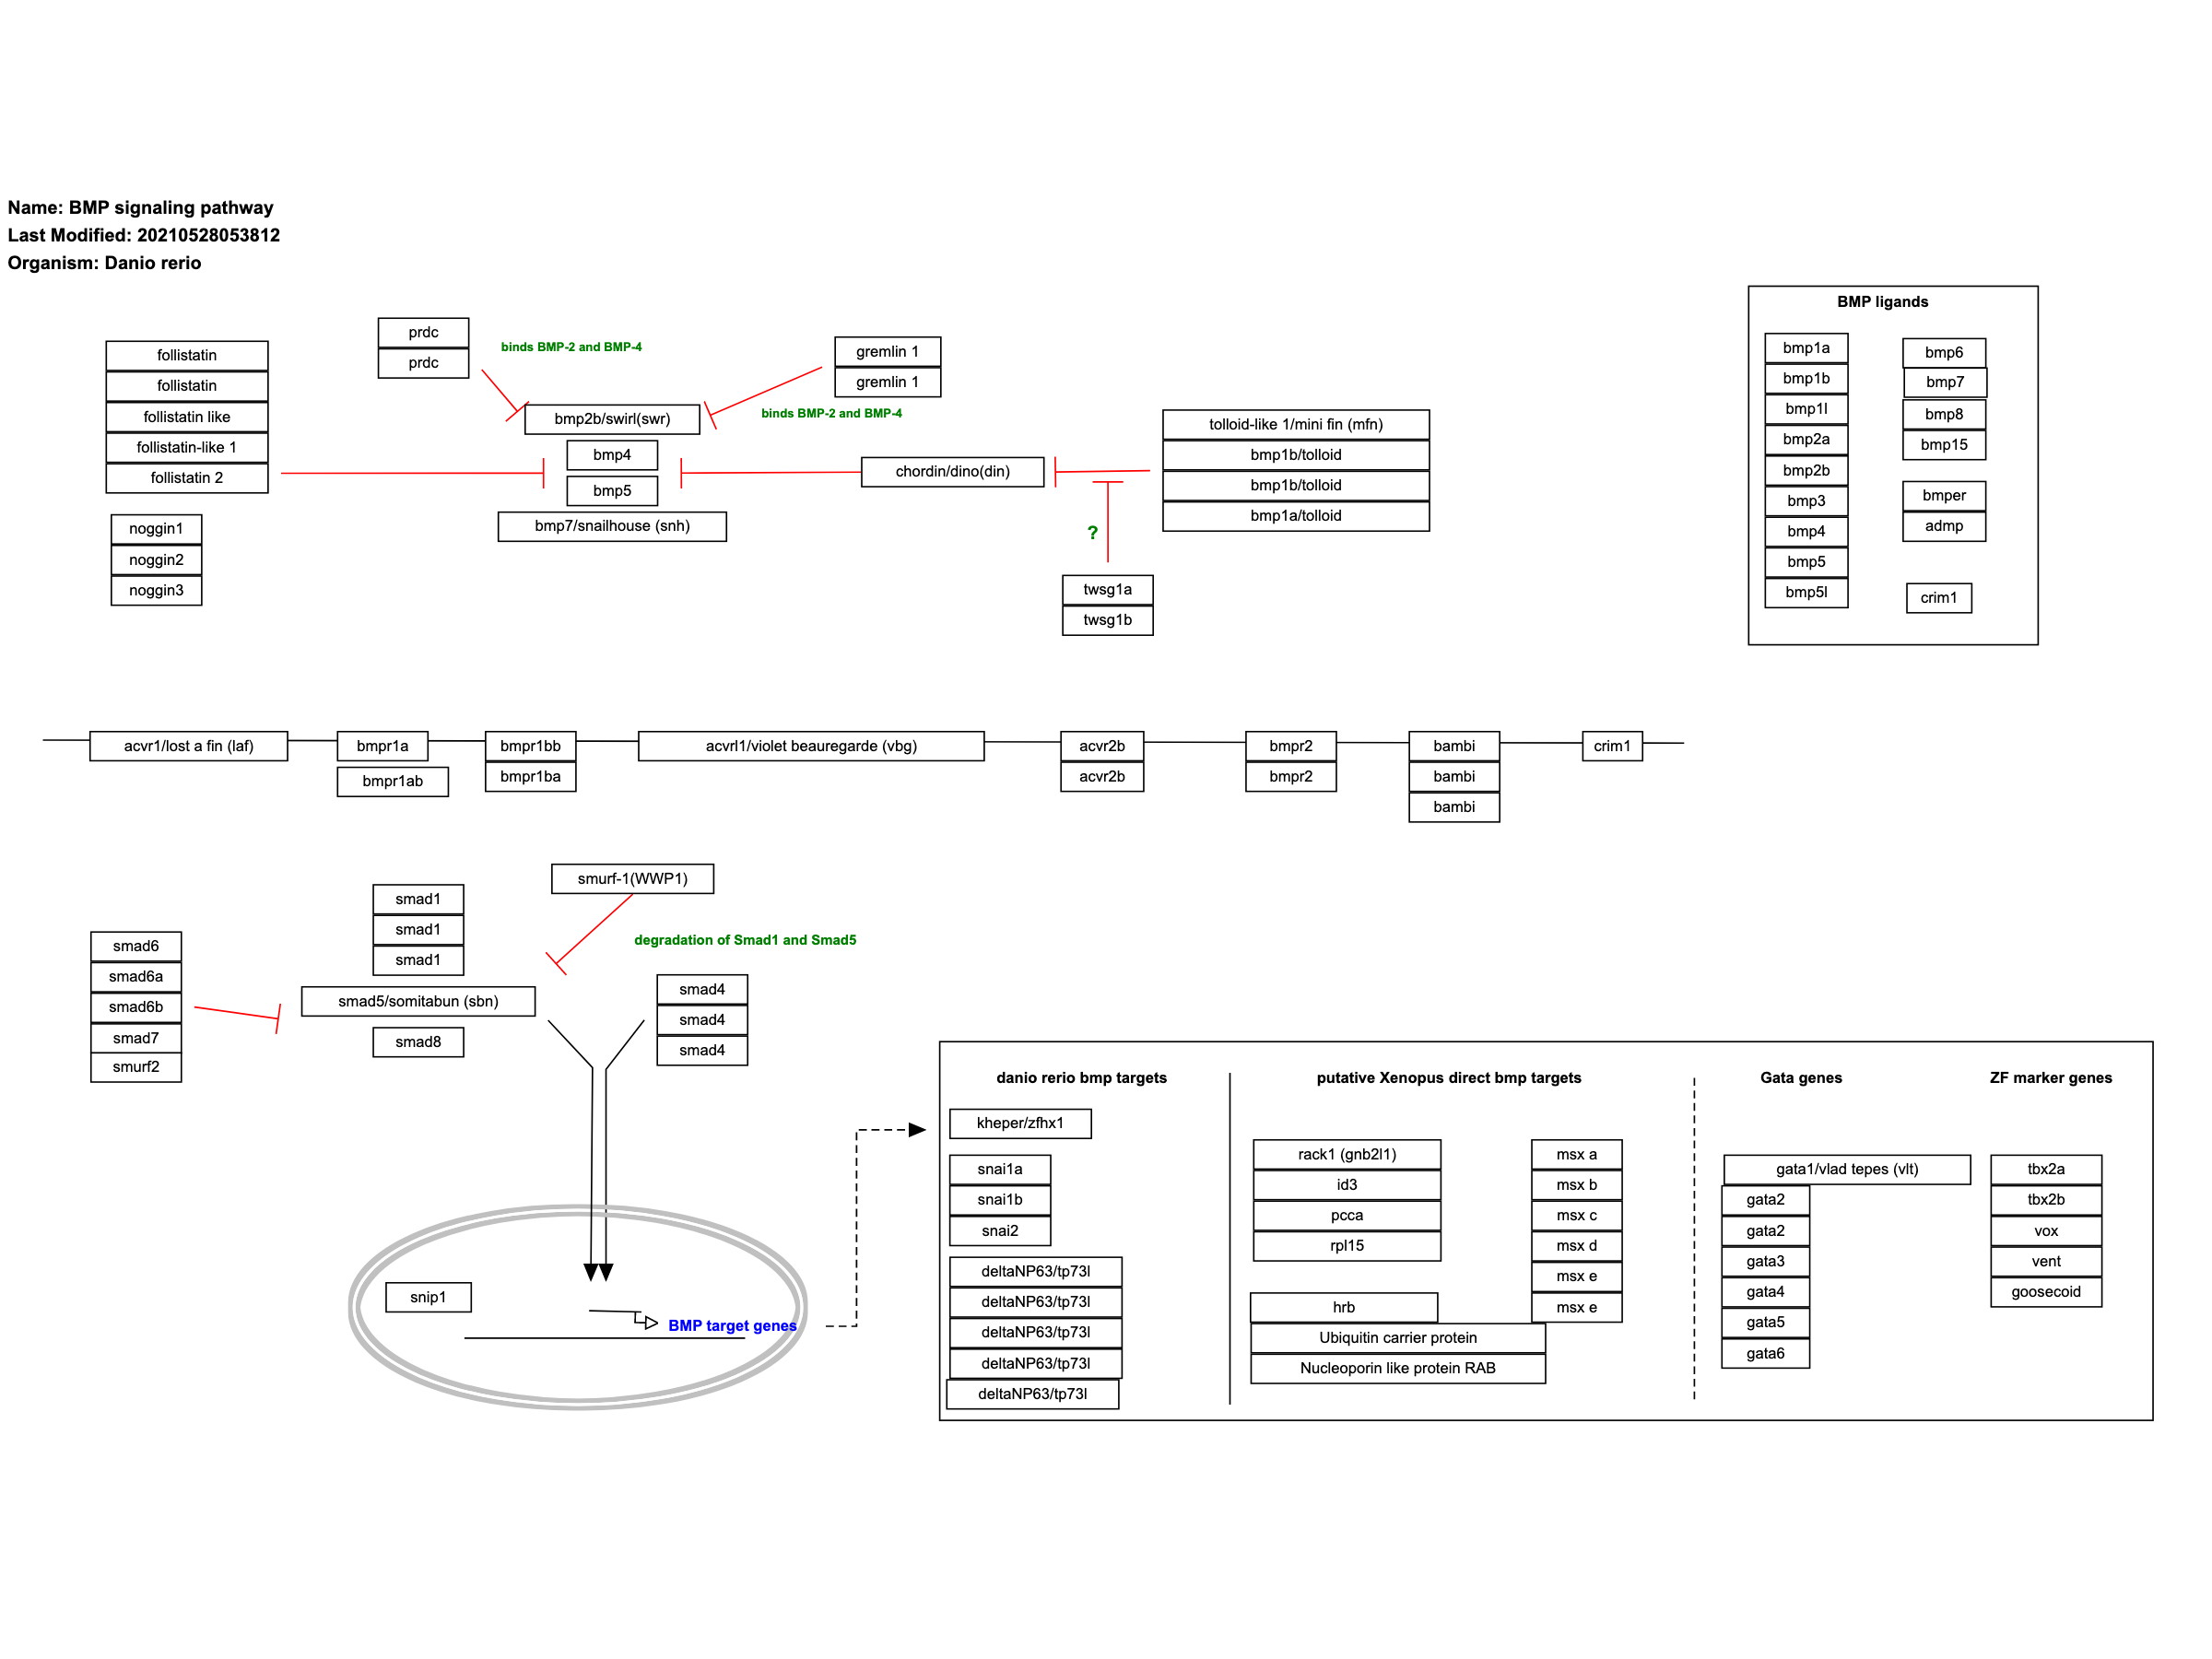 Name: BMP signaling pathway
Last Modified: 20210528053812
Organism: Danio rerio
follistatin
follistatin
follistatin like
follistatin-like 1
follistatin 2
noggin1
noggin2
noggin3
prdc
prdc
binds BMP-2 and BMP-4
gremlin 1
gremlin 1
binds BMP-2 and BMP-4
bmp2b/swirl(swr)
bmp4
bmp5
bmp7/snailhouse (snh)
chordin/dino(din)
tolloid-like 1/mini fin (mfn)
bmp1b/tolloid
bmp1b/tolloid
bmp1a/tolloid
?
twsg1a
twsg1b
BMP ligands
bmp1a
bmp1b
bmp1l
bmp2a
bmp2b
bmp3
bmp4
bmp5
bmp5l
bmp6
bmp7
bmp8
bmp15
bmper
admp
crim1
acvr1/lost a fin (laf)
bmpr1a
bmpr1ab
bmpr1bb
bmpr1ba
acvrl1/violet beauregarde (vbg)
acvr2b
acvr2b
bmpr2
bmpr2
bambi
bambi
bambi
crim1
smurf-1(WWP1)
degradation of Smad1 and Smad5
smad1
smad1
smad1
smad5/somitabun (sbn)
smad8
smad6
smad6a
smad6b
smad7
smurf2
smad4
smad4
smad4
snip1
BMP target genes
danio rerio bmp targets
kheper/zfhx1
snai1a
snai1b
snai2
deltaNP63/tp73l
deltaNP63/tp73l
deltaNP63/tp73l
deltaNP63/tp73l
deltaNP63/tp73l
putative Xenopus direct bmp targets
rack1 (gnb2l1)
id3
pcca
rpl15
hrb
Ubiquitin carrier protein
Nucleoporin like protein RAB
msx a
msx b
msx c
msx d
msx e
msx e
Gata genes
gata1/vlad tepes (vlt)
gata2
gata2
gata3
gata4
gata5
gata6
ZF marker genes
tbx2a
tbx2b
vox
vent
goosecoid